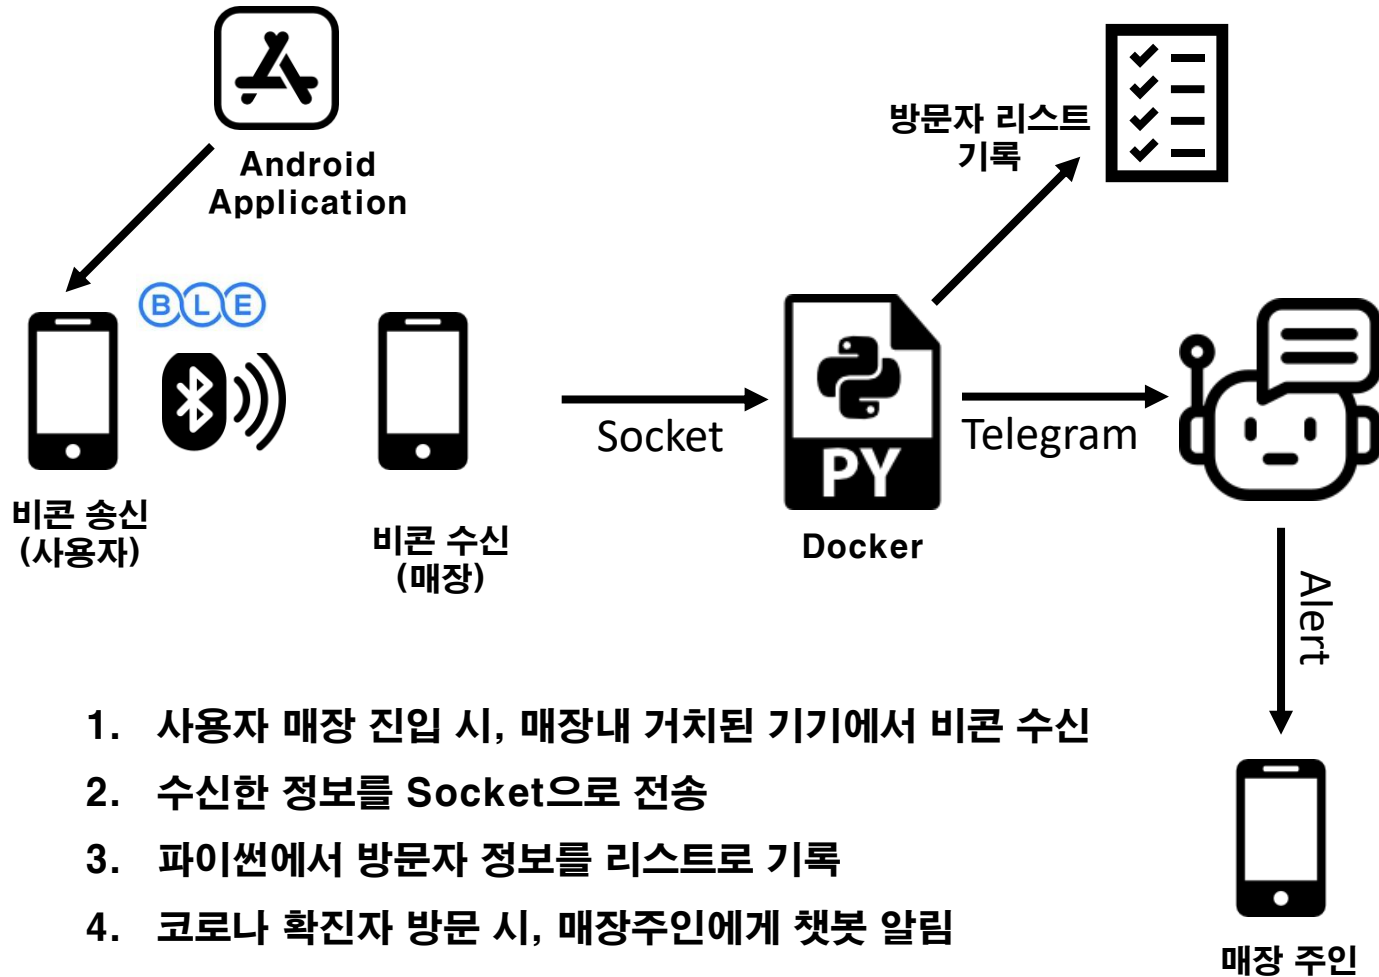 Android
Application
방문자 리스트
기록
BLE
비콘 송신
(사용자)
비콘 수신
(매장)
Socket
PY
Docker
Telegram
Alert
1. 사용자 매장 진입 시, 매장내 거치된 기기에서 비콘 수신
2. 수신한 정보를 Socket으로 전송
3. 파이썬에서 방문자 정보를 리스트로 기록
4. 코로나 확진자 방문 시, 매장주인에게 챗봇 알림
매장 주인